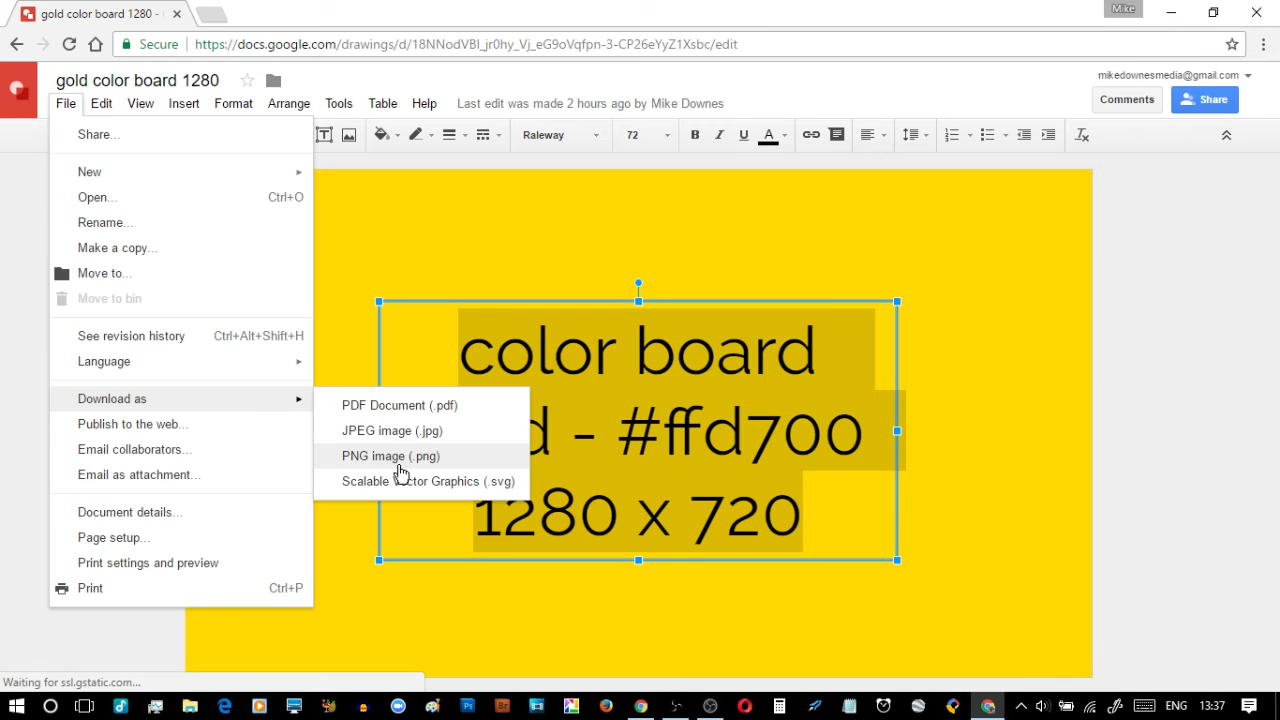 gold color board 1280 -
Mike
Secure
https://docs.google.com/drawings/d/18NNodVBl_jr0hy_Vj_eG9oVqfpn-3-CP26eYyZ1Xsbc/edit
gold color board 1280
mikedownesmedia@gmail.com
File Edit View Insert Format Arrange Tools Table Help Last edit was made 2 hours ago by Mike Downes
Comments
Share
Raleway 72 B I U A
Share...
New
Open... Ctrl+O
Rename...
Make a copy...
Move to...
Move to bin
See revision history Ctrl+Alt+Shift+H
Language
Download as
Publish to the web...
Email collaborators...
Email as attachment...
Document details...
Page setup...
Print settings and preview
Print Ctrl+P
PDF Document (.pdf)
JPEG image (.jpg)
PNG image (.png)
Scalable Vector Graphics (.svg)
color board
d - #ffd700
1280 x 720
Waiting for ssl.gstatic.com...
Ps
Br
ENG
13:37